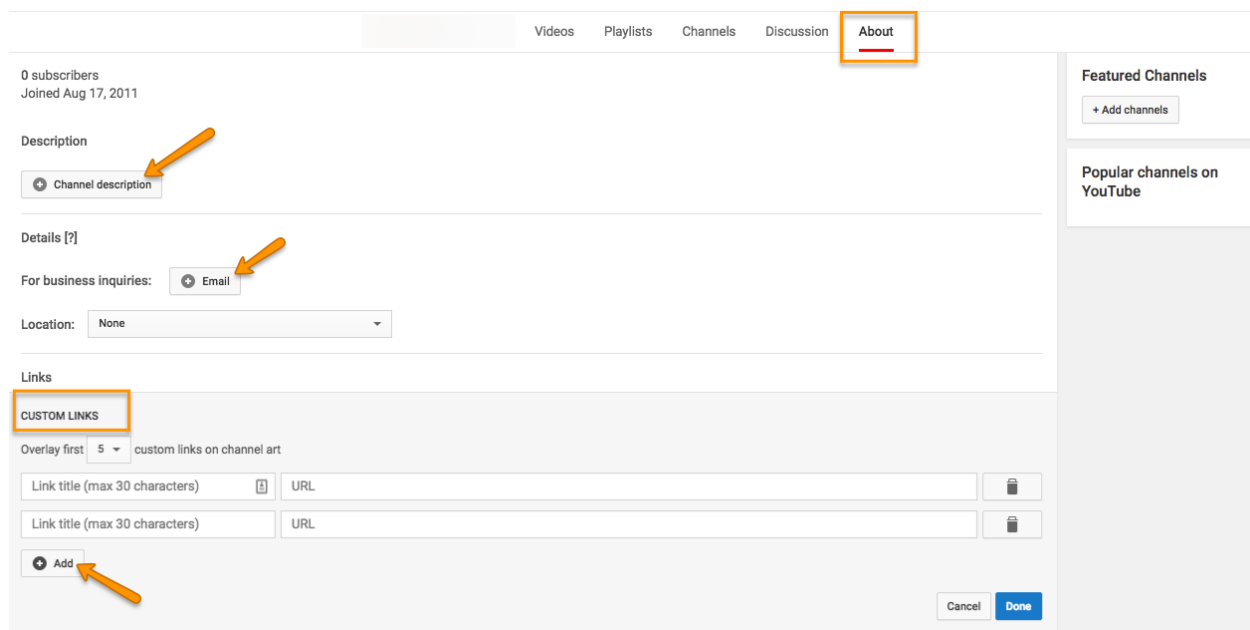 Videos Playlists Channels Discussion About
0 subscribers
Joined Aug 17, 2011
Description
Channel description
Details [?]
For business inquiries: Email
Location: None
Links
CUSTOM LINKS
Overlay first 5 custom links on channel art
Link title (max 30 characters) URL
Link title (max 30 characters) URL
Add
Cancel Done
Featured Channels
+ Add channels
Popular channels on
YouTube